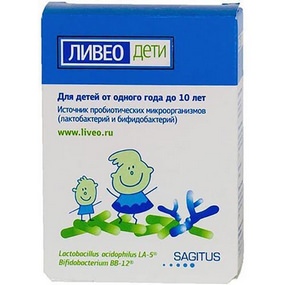 ЛИВЕО ДЕТИ
Для детей от одного года до 10 лет
Источник пробиотических микроорганизмов
(лактобактерий и бифидобактерий)
www.liveo.ru
Lactobacillus acidophilus LA-5®
Bifidobacterium BB-12®
SAGITUS